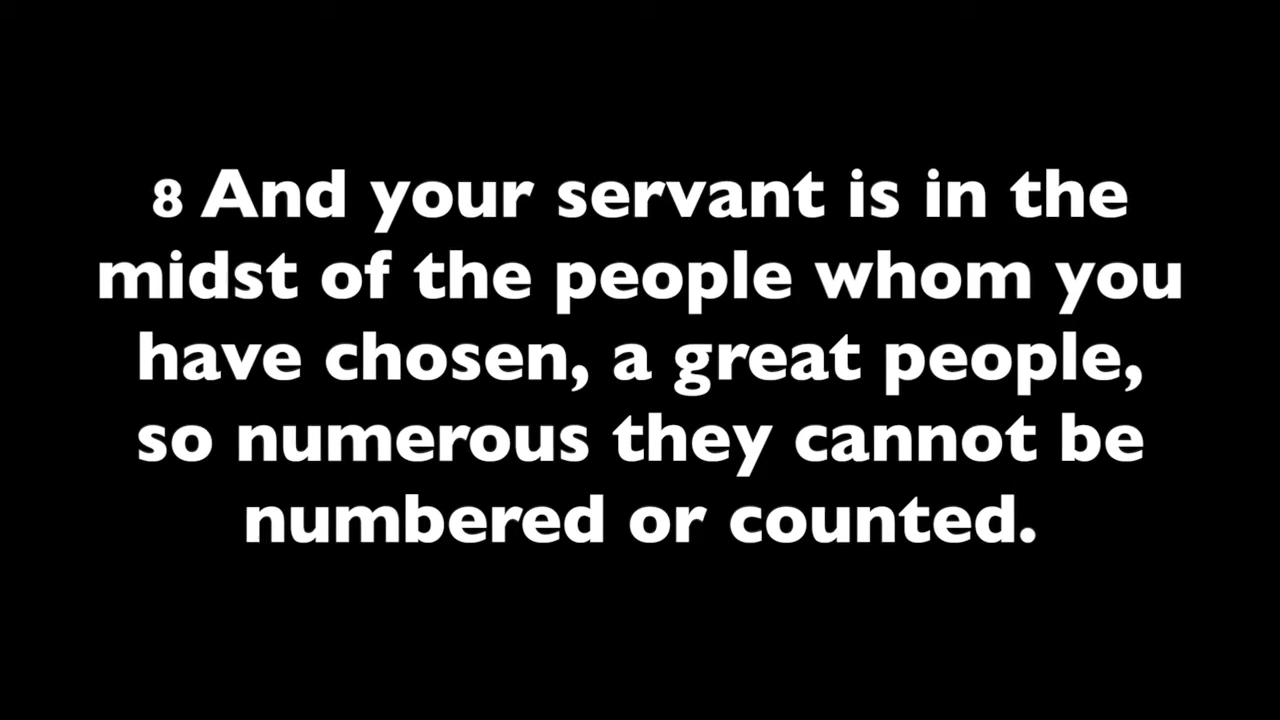 8 And your servant is in the
midst of the people whom you
have chosen, a great people,
so numerous they cannot be
numbered or counted.